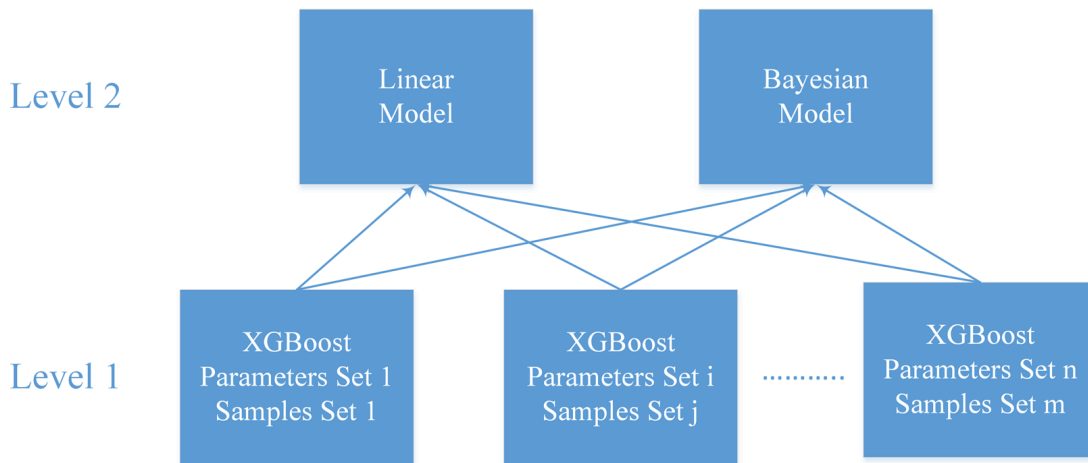 Level 2
Linear
Model
Bayesian
Model
Level 1
XGBoost
Parameters Set 1
Samples Set 1
XGBoost
Parameters Set i
Samples Set j
...........
XGBoost
Parameters Set n
Samples Set m